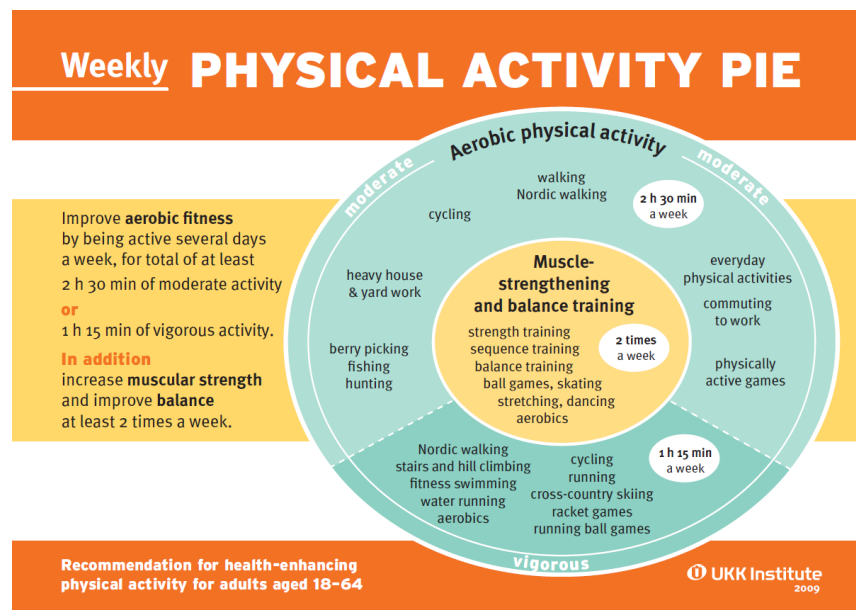 Weekly PHYSICAL ACTIVITY PIE
Improve aerobic fitness
by being active several days
a week, for total of at least
2 h 30 min of moderate activity
or
1 h 15 min of vigorous activity.
In addition
increase muscular strength
and improve balance
at least 2 times a week.
Aerobic physical activity
moderate
moderate
walking
Nordic walking
2 h 30 min
a week
cycling
heavy house
& yard work
berry picking
fishing
hunting
everyday
physical activities
commuting
to work
physically
active games
Muscle-
strengthening
and balance training
strength training
sequence training
balance training
ball games, skating
stretching, dancing
aerobics
2 times
a week
Nordic walking
stairs and hill climbing
fitness swimming
water running
aerobics
cycling
running
cross-country skiing
racket games
running ball games
1 h 15 min
a week
vigorous
Recommendation for health-enhancing
physical activity for adults aged 18–64
UKK Institute
2009